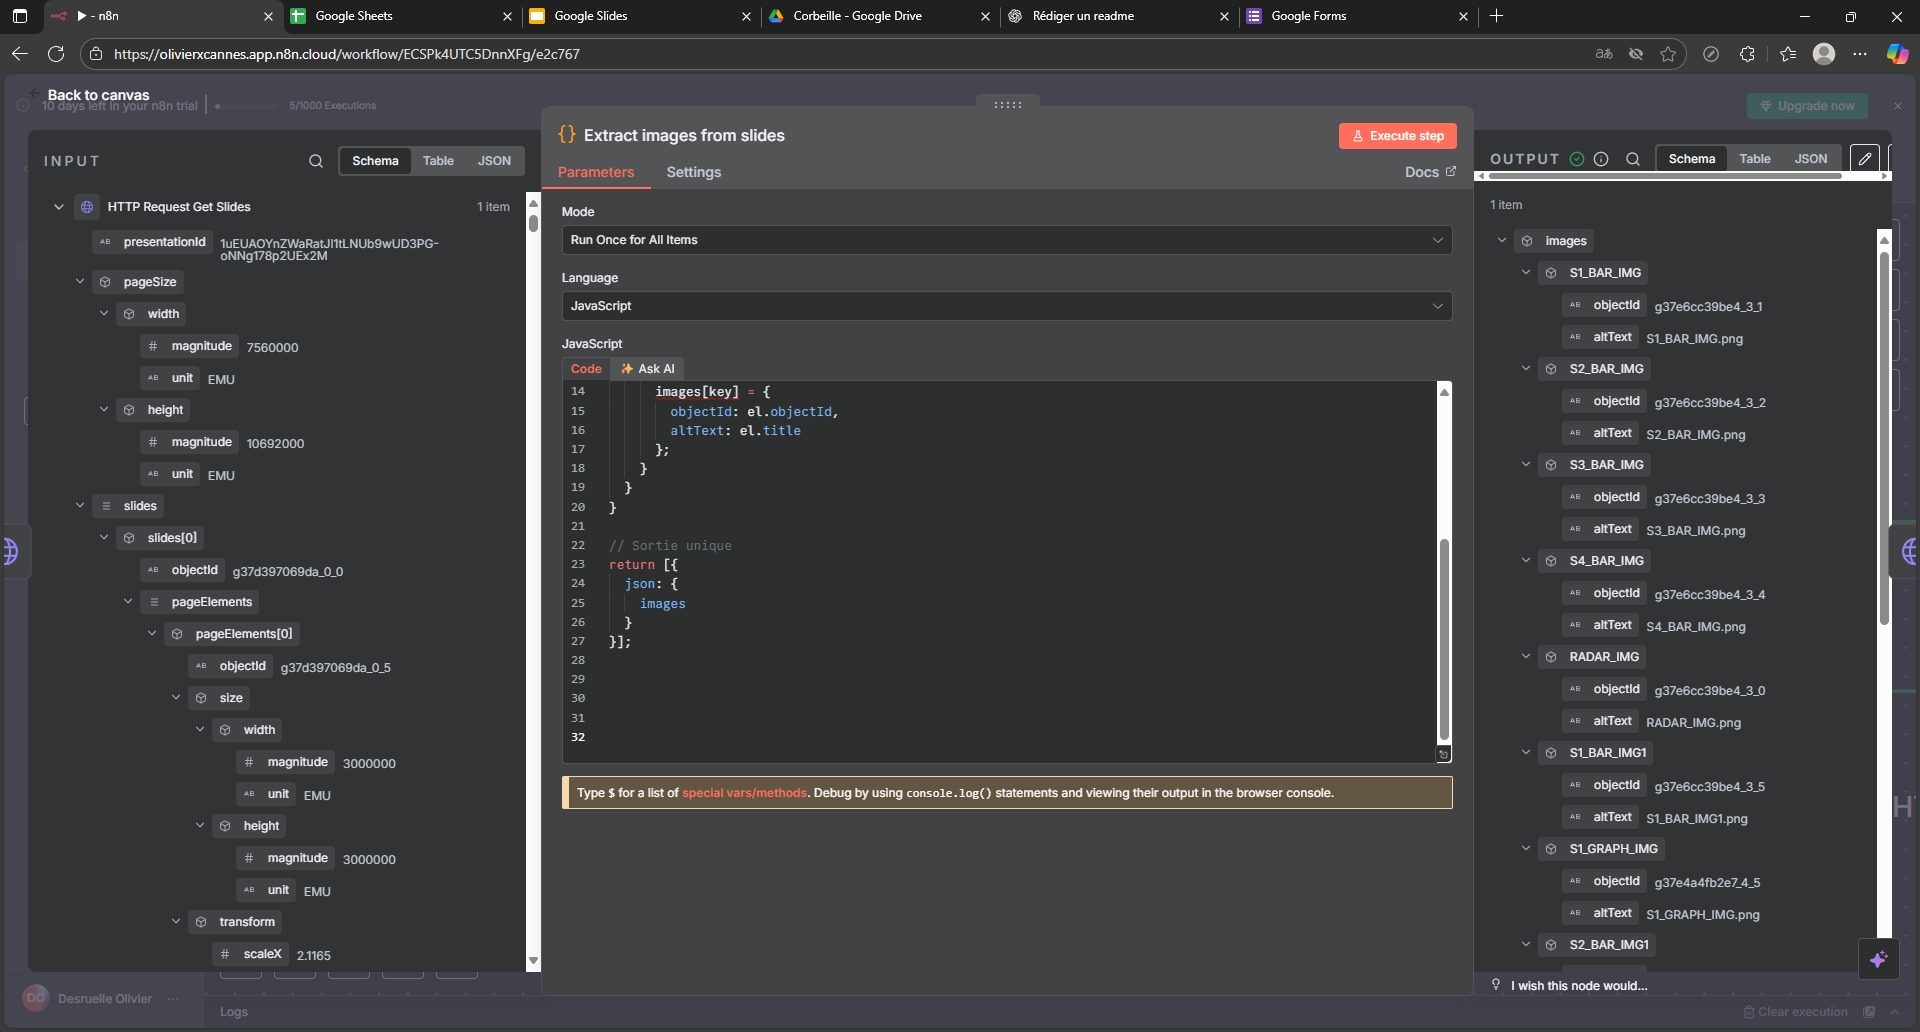 ▶ - n8n
Google Sheets
Google Slides
Corbeille - Google Drive
Rédiger un readme
Google Forms
https://olivierxcannes.app.n8n.cloud/workflow/ECSPk4UTC5DnnXFg/e2c767
Back to canvas
10 days left in your n8n trial
5/1000 Executions
Upgrade now
INPUT
Schema
Table
JSON
HTTP Request Get Slides
1 item
presentationId
1uEUAOYnZWaRatJI1tLNUb9wUD3PG-
oNNg178p2UEx2M
pageSize
width
magnitude 7560000
unit EMU
height
magnitude 10692000
unit EMU
slides
slides[0]
objectId g37d397069da_0_0
pageElements
pageElements[0]
objectId g37d397069da_0_5
size
width
magnitude 3000000
unit EMU
height
magnitude 3000000
unit EMU
transform
scaleX 2.1165
Extract images from slides
Execute step
Parameters
Settings
Docs
Mode
Run Once for All Items
Language
JavaScript
JavaScript
Code
Ask AI
14 images[key] = {
15 objectId: el.objectId,
16 altText: el.title
17 };
18 }
19 }
20 }
21
22 // Sortie unique
23 return [{
24 json: {
25 images
26 }
27 }];
28
29
30
31
32
Type $ for a list of special vars/methods. Debug by using console.log() statements and viewing their output in the browser console.
OUTPUT
Schema
Table
JSON
1 item
images
S1_BAR_IMG
objectId g37e6cc39be4_3_1
altText S1_BAR_IMG.png
S2_BAR_IMG
objectId g37e6cc39be4_3_2
altText S2_BAR_IMG.png
S3_BAR_IMG
objectId g37e6cc39be4_3_3
altText S3_BAR_IMG.png
S4_BAR_IMG
objectId g37e6cc39be4_3_4
altText S4_BAR_IMG.png
RADAR_IMG
objectId g37e6cc39be4_3_0
altText RADAR_IMG.png
S1_BAR_IMG1
objectId g37e6cc39be4_3_5
altText S1_BAR_IMG1.png
S1_GRAPH_IMG
objectId g37e4a4fb2e7_4_5
altText S1_GRAPH_IMG.png
S2_BAR_IMG1
I wish this node would...
DO
Desruelle Olivier
Logs
Clear execution